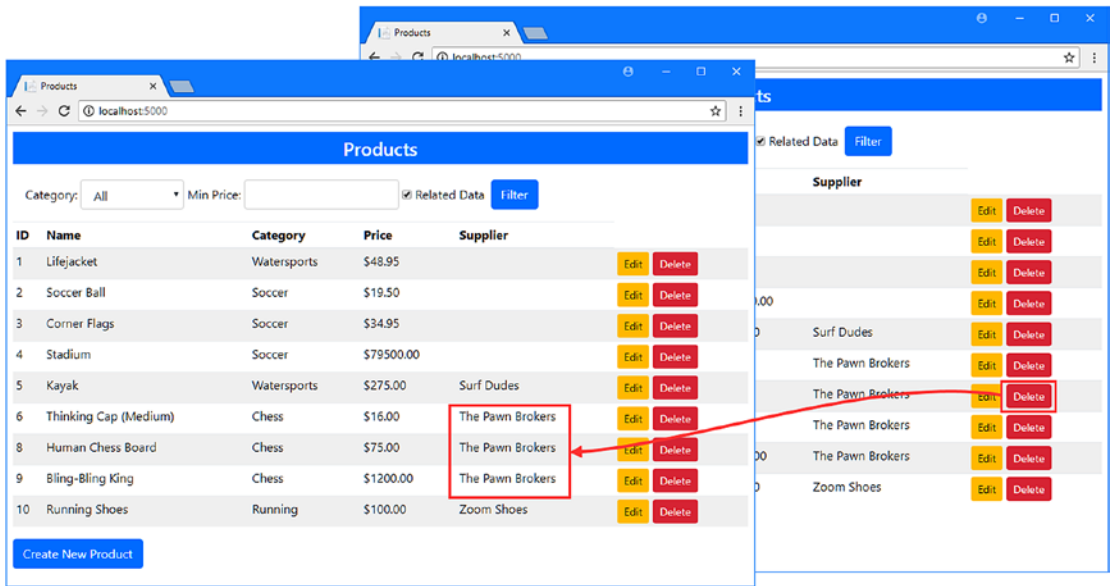 Products
localhost:5000
Products
localhost:5000
ts
Products
Related Data Filter
Category: All Min Price: Related Data Filter
Supplier
ID Name Category Price Supplier
Edit Delete
Edit Delete
Edit Delete
.00 Edit Delete
0 Surf Dudes Edit Delete
The Pawn Brokers Edit Delete
The Pawn Brokers Edit Delete
The Pawn Brokers Edit Delete
00 The Pawn Brokers Edit Delete
0 Zoom Shoes Edit Delete
1 Lifejacket Watersports $48.95 Edit Delete
2 Soccer Ball Soccer $19.50 Edit Delete
3 Corner Flags Soccer $34.95 Edit Delete
4 Stadium Soccer $79500.00 Edit Delete
5 Kayak Watersports $275.00 Surf Dudes Edit Delete
6 Thinking Cap (Medium) Chess $16.00 The Pawn Brokers Edit Delete
8 Human Chess Board Chess $75.00 The Pawn Brokers Edit Delete
9 Bling-Bling King Chess $1200.00 The Pawn Brokers Edit Delete
10 Running Shoes Running $100.00 Zoom Shoes Edit Delete
Create New Product